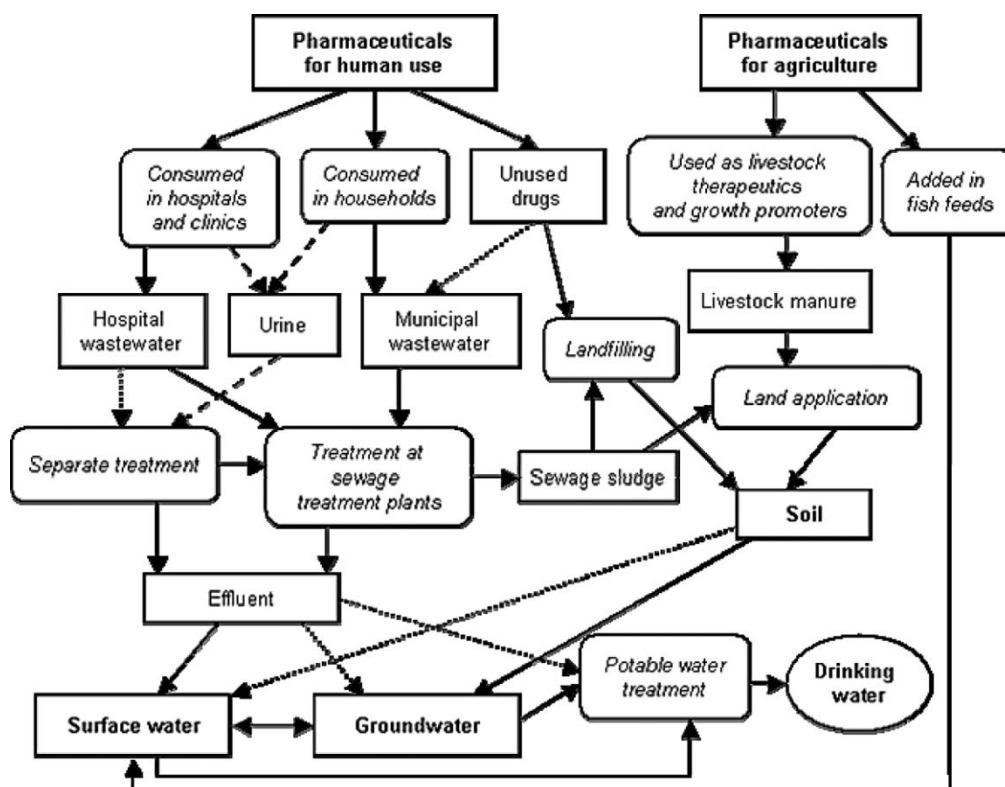 Pharmaceuticals
for human use
Pharmaceuticals
for agriculture
Consumed
in hospitals
and clinics
Consumed
in households
Unused
drugs
Used as livestock
therapeutics
and growth promoters
Added in
fish feeds
Hospital
wastewater
Urine
Municipal
wastewater
Landfilling
Livestock manure
Land application
Separate treatment
Treatment at
sewage
treatment plants
Sewage sludge
Soil
Effluent
Surface water
Groundwater
Potable water
treatment
Drinking
water